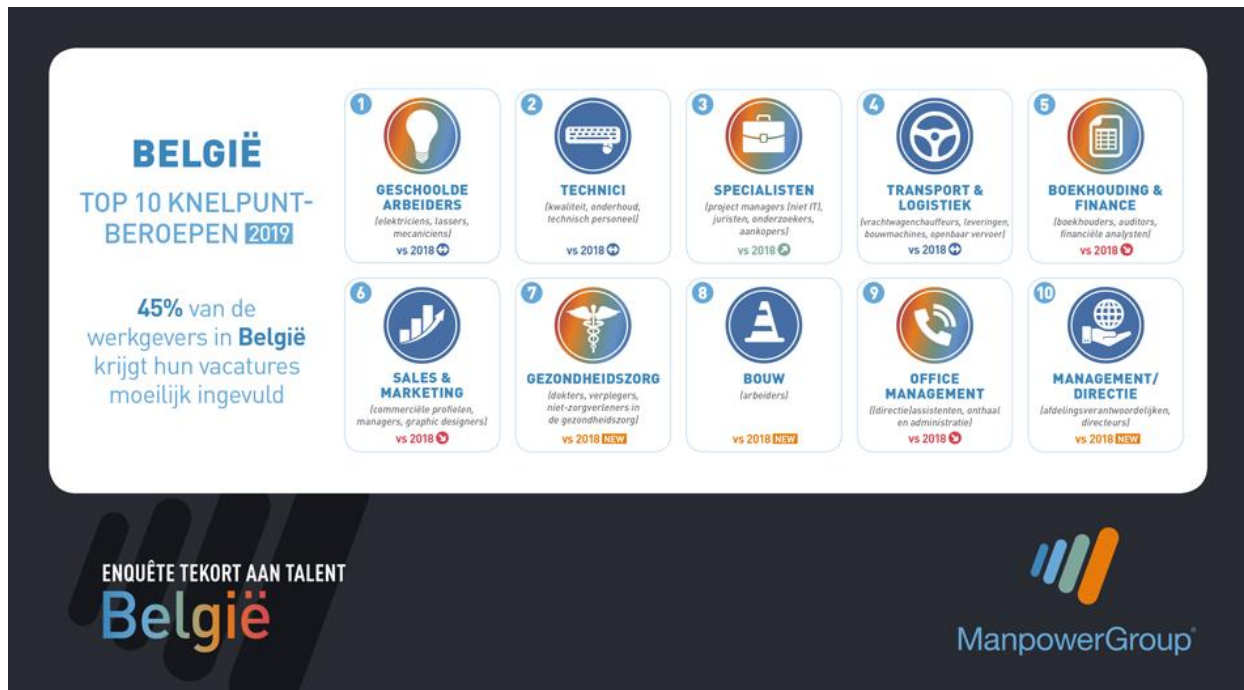 BELGIË
TOP 10 KNELPUNT-
BEROEPEN 2019
45% van de
werkgevers in België
krijgt hun vacatures
moeilijk ingevuld
1
GESCHOOLDE
ARBEIDERS
(elektriciens, lassers,
mecaniciens)
vs 2018
2
TECHNICI
(kwaliteit, onderhoud,
technisch personeel)
vs 2018
3
SPECIALISTEN
(project managers (niet IT),
juristen, onderzoekers,
aankopers)
vs 2018
4
TRANSPORT &
LOGISTIEK
(vrachtwagenchauffeurs, leveringen,
bouwmachines, openbaar vervoer)
vs 2018
5
BOEKHOUDING &
FINANCE
(boekhouders, auditors,
financiële analysten)
vs 2018
6
SALES &
MARKETING
(commerciële profielen,
managers, graphic designers)
vs 2018
7
GEZONDHEIDSZORG
(dokters, verplegers,
niet-zorgverleners in
de gezondheidszorg)
vs 2018 NEW
8
BOUW
(arbeiders)
vs 2018 NEW
9
OFFICE
MANAGEMENT
((directie)assistenten, onthaal
en administratie)
vs 2018
10
MANAGEMENT/
DIRECTIE
(afdelingsverantwoordelijken,
directeurs)
vs 2018 NEW
ENQUÊTE TEKORT AAN TALENT
België
ManpowerGroup®